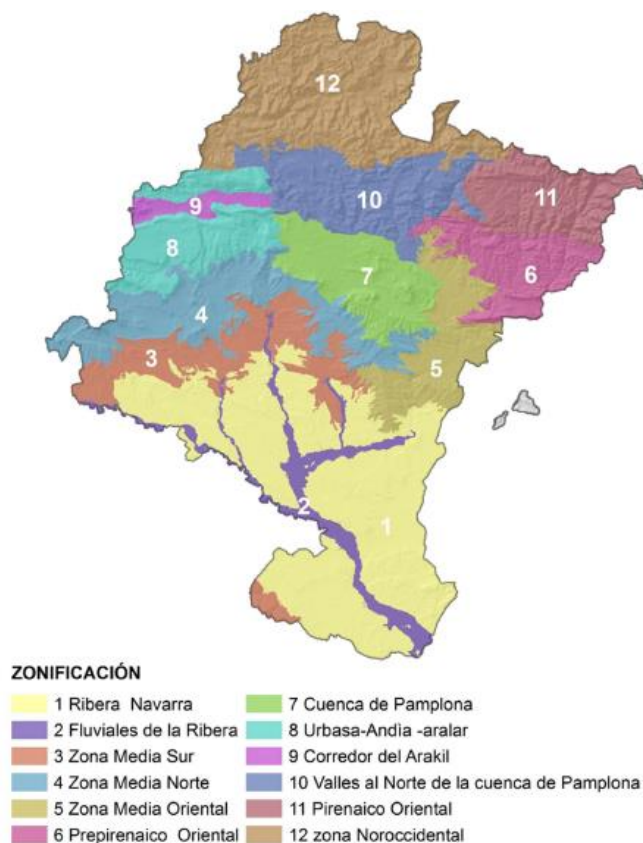 12
10
11
9
8
7
6
4
3
5
2
1
ZONIFICACIÓN
1 Ribera Navarra
2 Fluviales de la Ribera
3 Zona Media Sur
4 Zona Media Norte
5 Zona Media Oriental
6 Prepirenaico Oriental
7 Cuenca de Pamplona
8 Urbasa-Andia -aralar
9 Corredor del Arakil
10 Valles al Norte de la cuenca de Pamplona
11 Pirenaico Oriental
12 zona Noroccidental